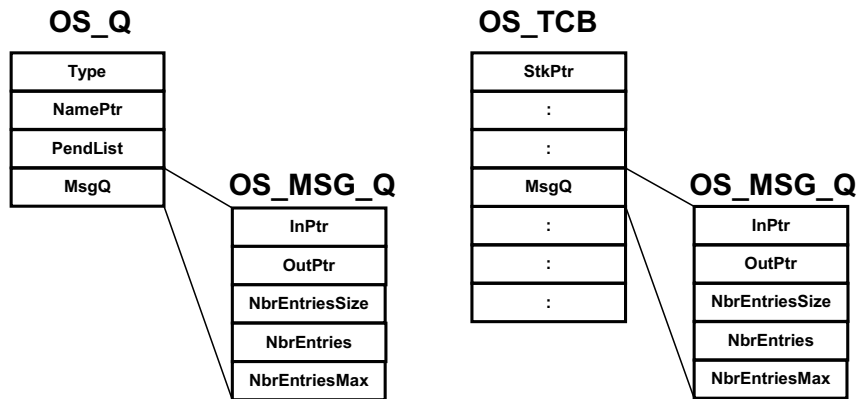 OS_Q
Type
NamePtr
PendList
MsgQ
OS_MSG_Q
InPtr
OutPtr
NbrEntriesSize
NbrEntries
NbrEntriesMax
OS_TCB
StkPtr
:
:
MsgQ
:
:
:
OS_MSG_Q
InPtr
OutPtr
NbrEntriesSize
NbrEntries
NbrEntriesMax